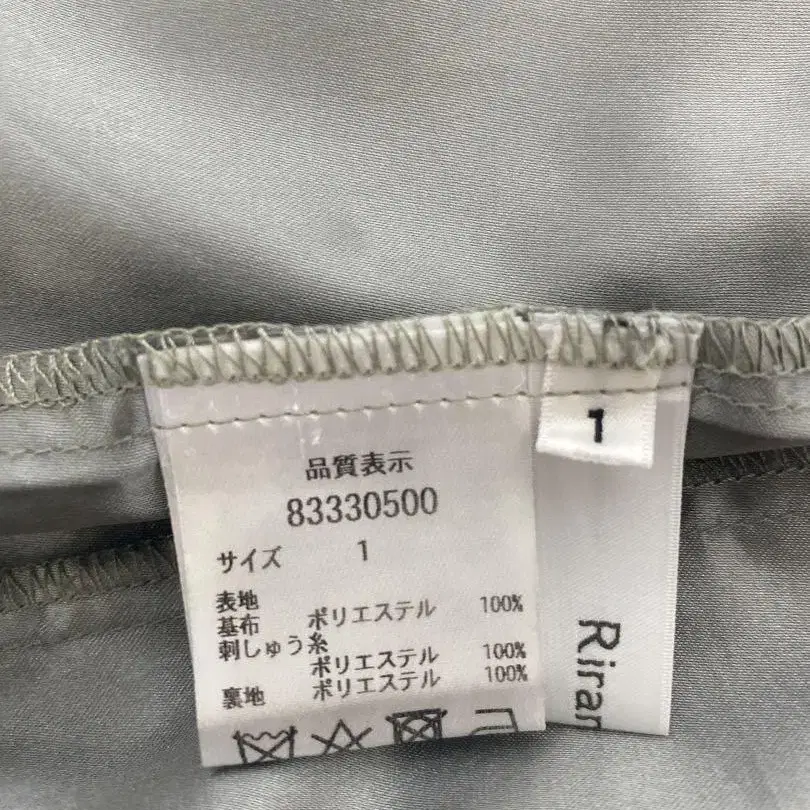 品質表示
83330500
サイズ 1
表地
基布 ポリエステル 100%
刺しゅう糸
ポリエステル 100%
裏地 ポリエステル 100%
1